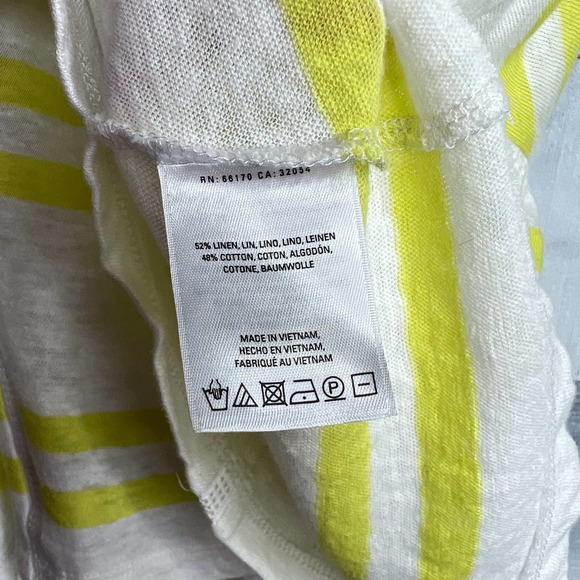 RN: 66170 CA: 32054
52% LINEN, LIN, LINO, LINO, LEINEN
48% COTTON, COTON, ALGODÓN,
COTONE, BAUMWOLLE
MADE IN VIETNAM,
HECHO EN VIETNAM,
FABRIQUÉ AU VIETNAM